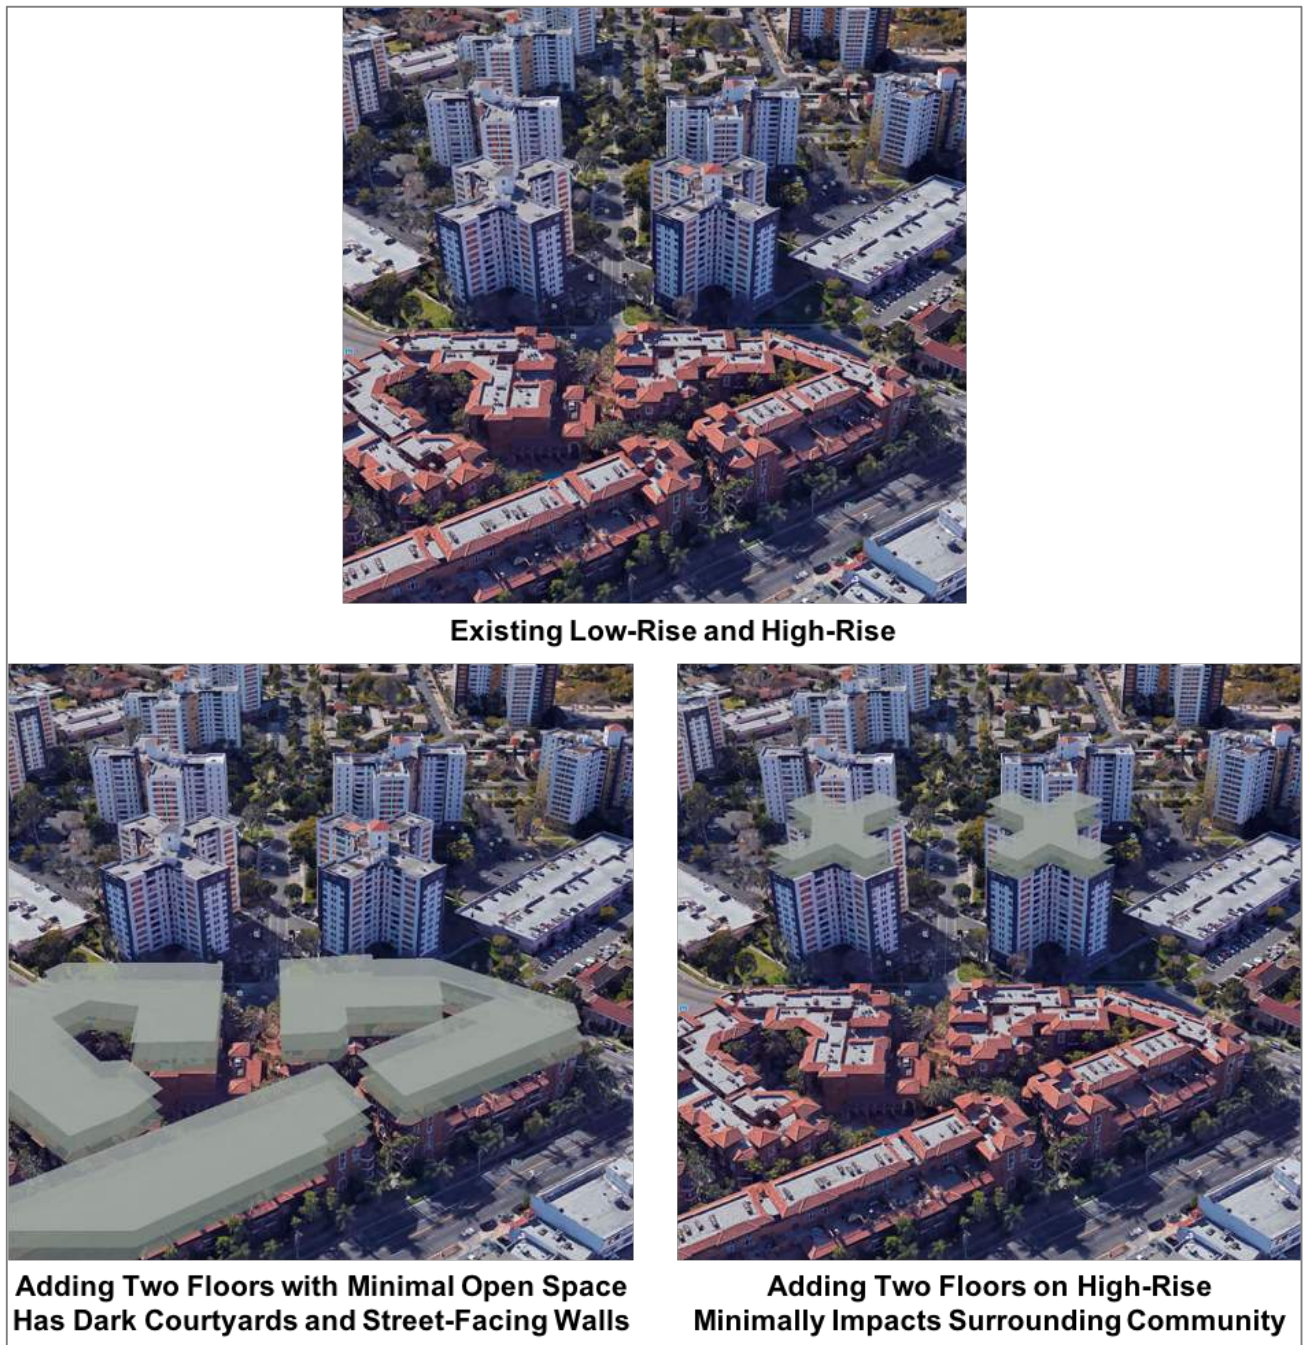 Existing Low-Rise and High-Rise
Adding Two Floors with Minimal Open Space
Has Dark Courtyards and Street-Facing Walls
Adding Two Floors on High-Rise
Minimally Impacts Surrounding Community